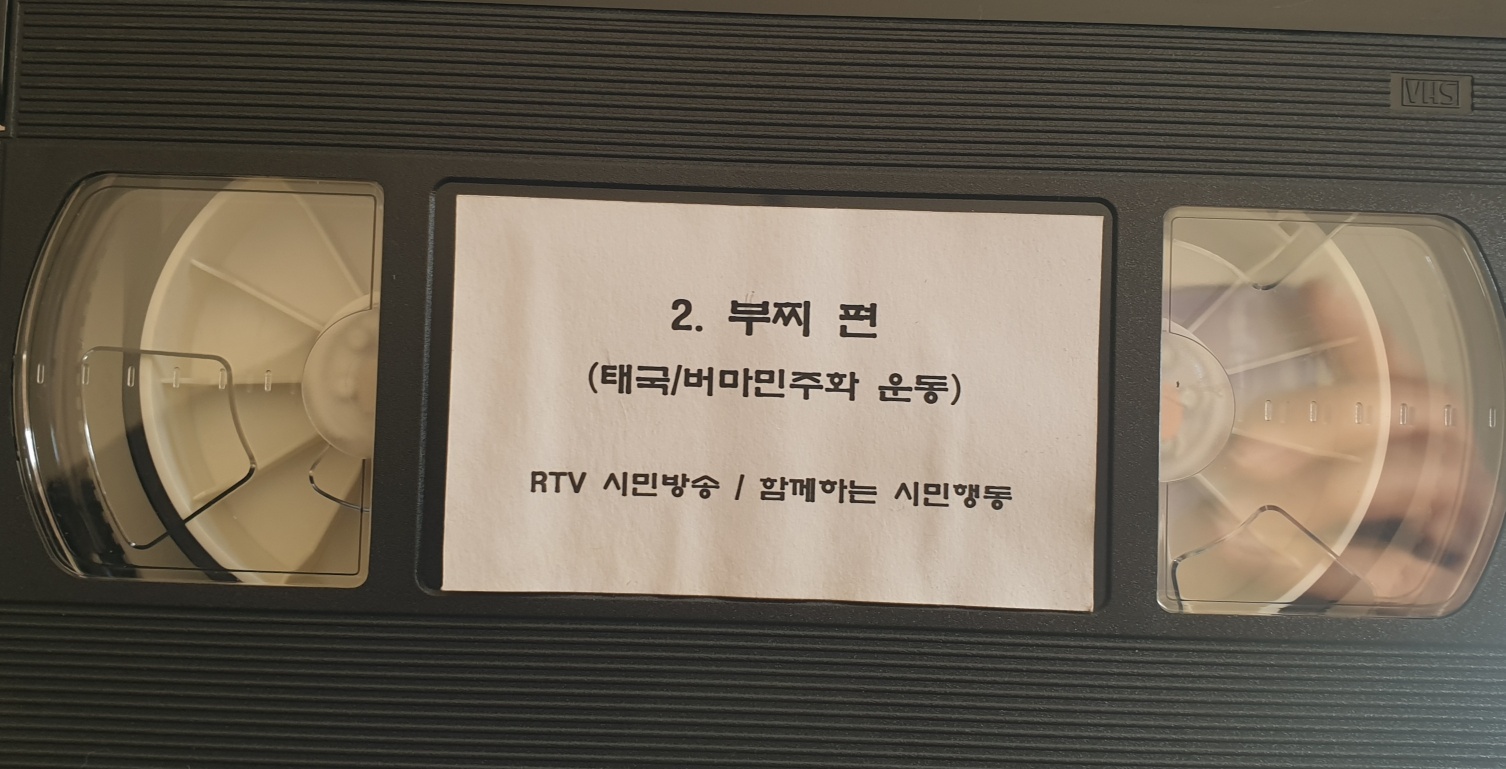 VHS
2. 부찌 편
(태국/버마민주화 운동)
RTV 시민방송 / 함께하는 시민행동